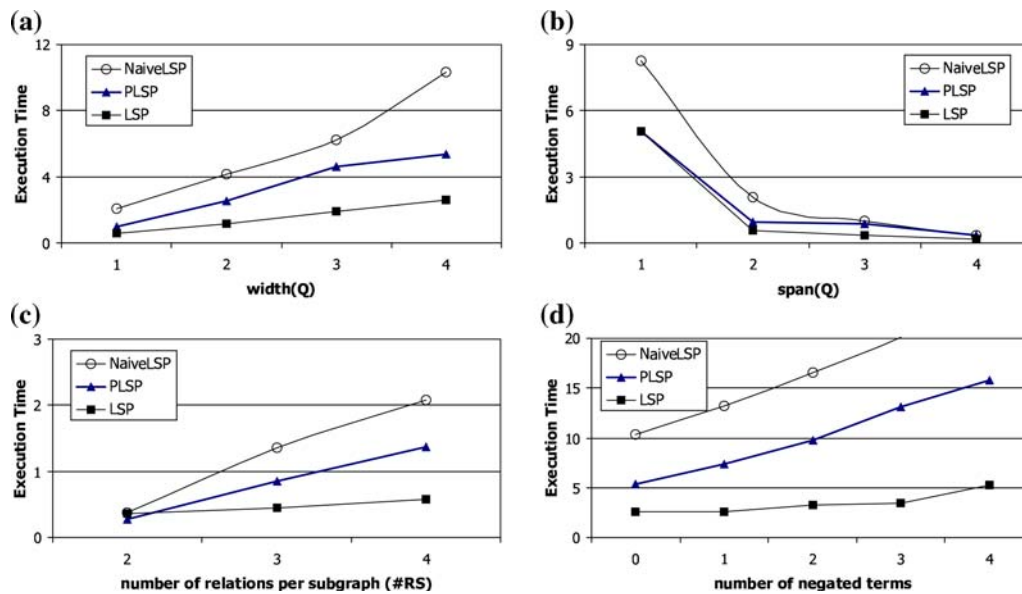 (a)
12
8
4
0
Execution Time
NaiveLSP
PLSP
LSP
1 2 3 4
width(Q)
(b)
9
6
3
0
Execution Time
NaiveLSP
PLSP
LSP
1 2 3 4
span(Q)
(c)
3
2
1
0
Execution Time
NaiveLSP
PLSP
LSP
2 3 4
number of relations per subgraph (#RS)
(d)
20
15
10
5
0
Execution Time
NaiveLSP
PLSP
LSP
0 1 2 3 4
number of negated terms